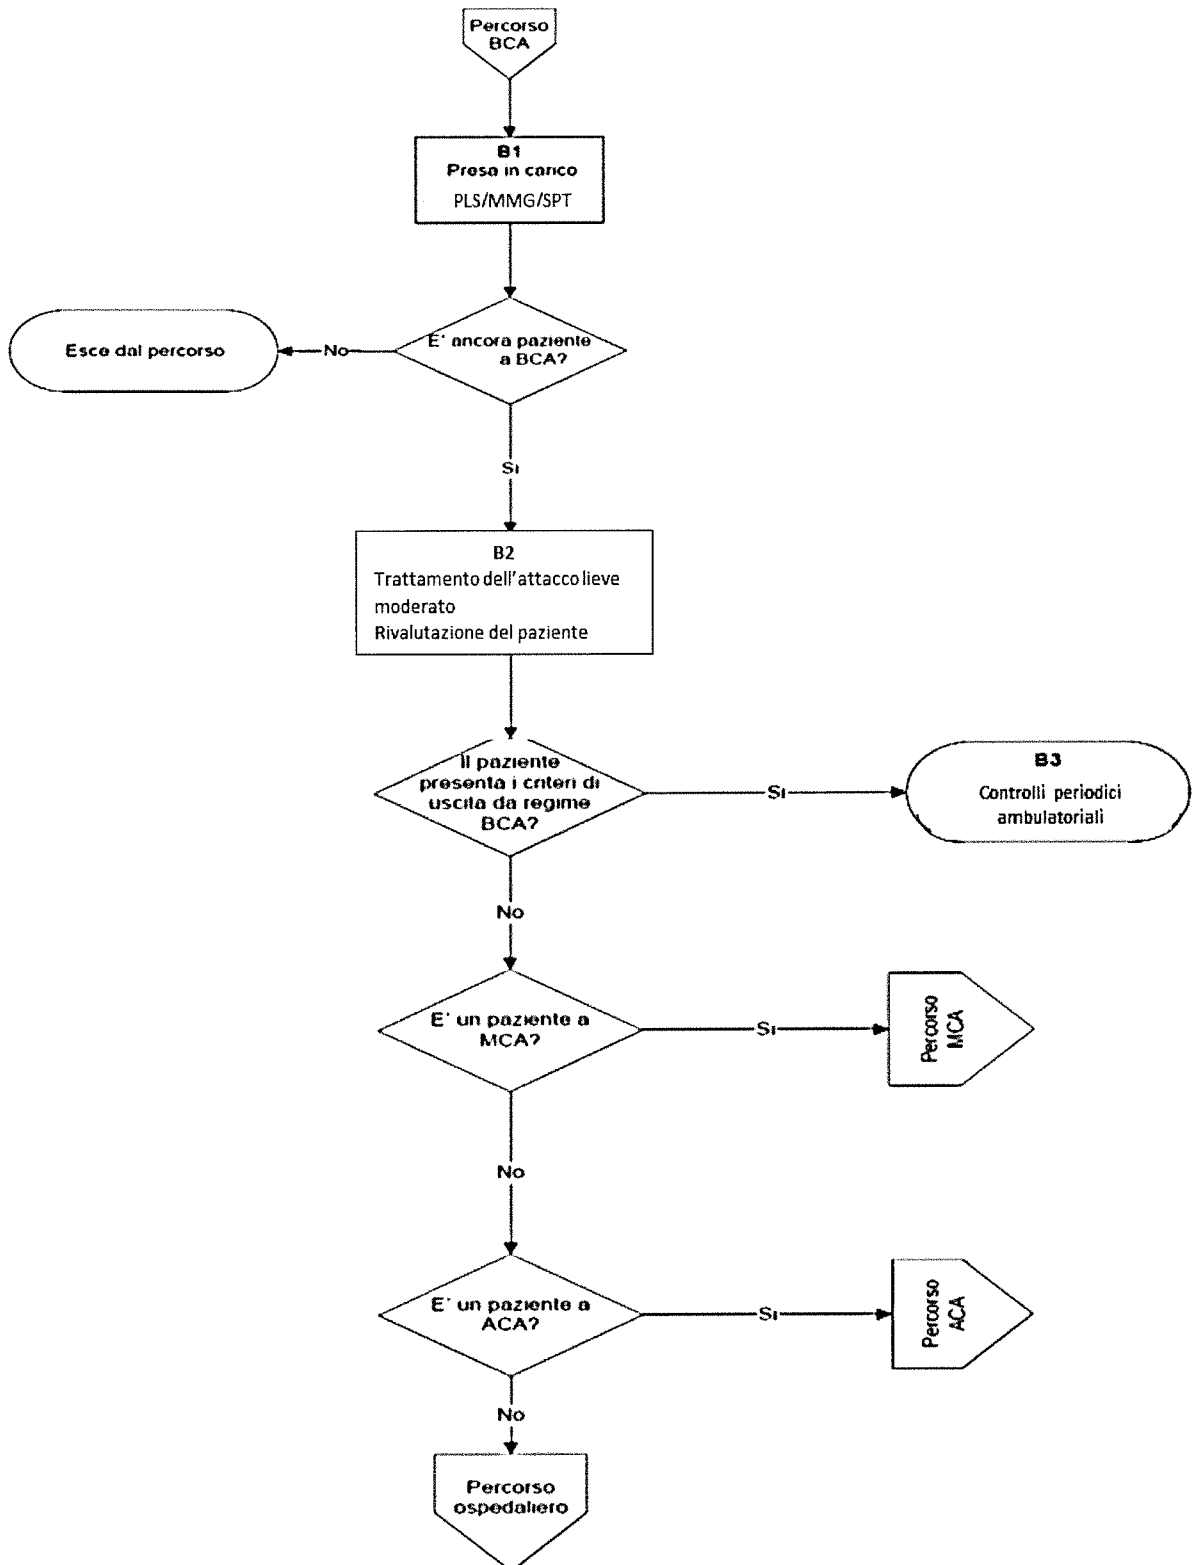 Percorso
BCA
B1
Presa in carico
PLS/MMG/SPT
E' ancora paziente
a BCA?
No
Esce dal percorso
Si
B2
Trattamento dell'attacco lieve
moderato
Rivalutazione del paziente
Il paziente
presenta i criteri di
uscita da regime
BCA?
Si
B3
Controlli periodici
ambulatoriali
No
E' un paziente a
MCA?
Si
Percorso
MCA
No
E' un paziente a
ACA?
Si
Percorso
ACA
No
Percorso
ospedaliero